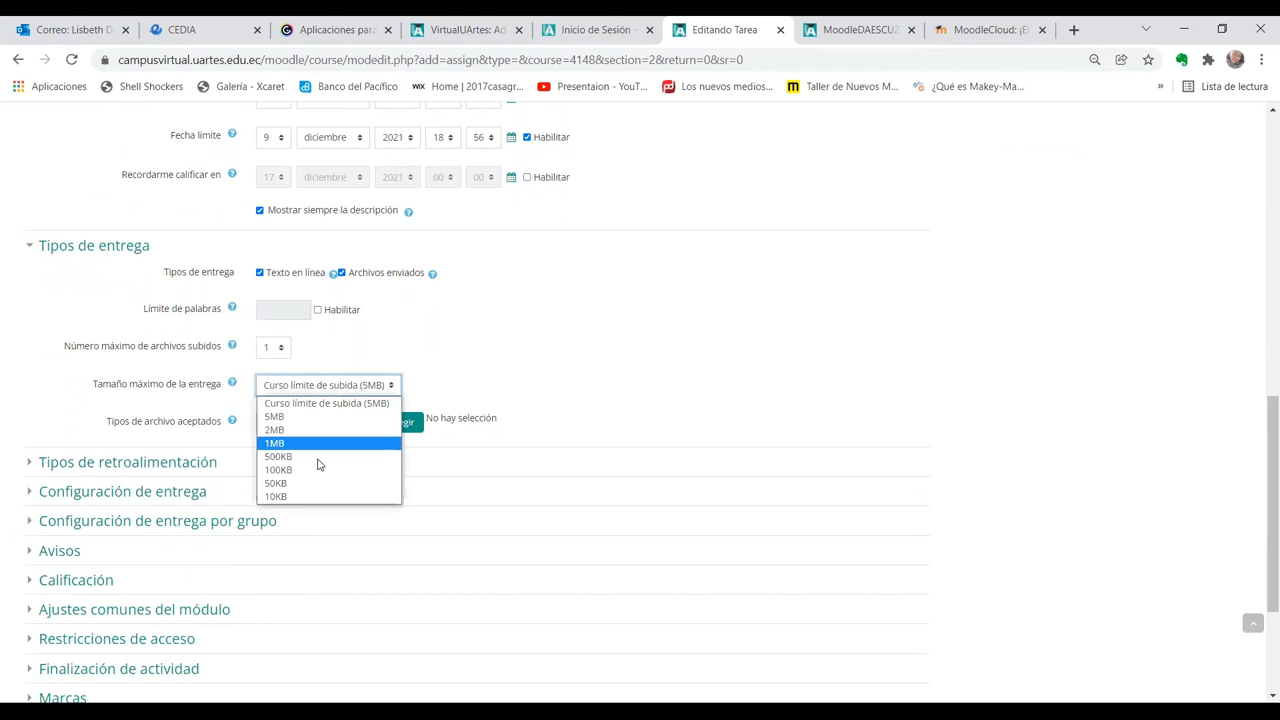 Correo: Lisbeth D
CEDIA
Aplicaciones para
VirtualUArtes: Ad
Inicio de Sesión
Editando Tarea
MoodleDAESCU2
MoodleCloud: ¡El
campusvirtual.uartes.edu.ec/moodle/course/modedit.php?add=assign&type=&course=4148&section=2&return=0&sr=0
Aplicaciones
Shell Shockers
Galería - Xcaret
Banco del Pacífico
WIX
Home | 2017casagr...
Presentaion - YouT...
Los nuevos medios...
Taller de Nuevos M...
¿Qué es Makey-Ma...
»
Lista de lectura
Fecha límite
9 diciembre 2021 18 56 Habilitar
Recordarme calificar en
17 diciembre 2021 00 00 Habilitar
Mostrar siempre la descripción
Tipos de entrega
Tipos de entrega
Texto en línea
Archivos enviados
Límite de palabras
Habilitar
Número máximo de archivos subidos
1
Tamaño máximo de la entrega
Curso límite de subida (5MB)
Curso límite de subida (5MB)
5MB
2MB
1MB
500KB
100KB
50KB
10KB
Tipos de archivo aceptados
gir
No hay selección
Tipos de retroalimentación
Configuración de entrega
Configuración de entrega por grupo
Avisos
Calificación
Ajustes comunes del módulo
Restricciones de acceso
Finalización de actividad
Marcas